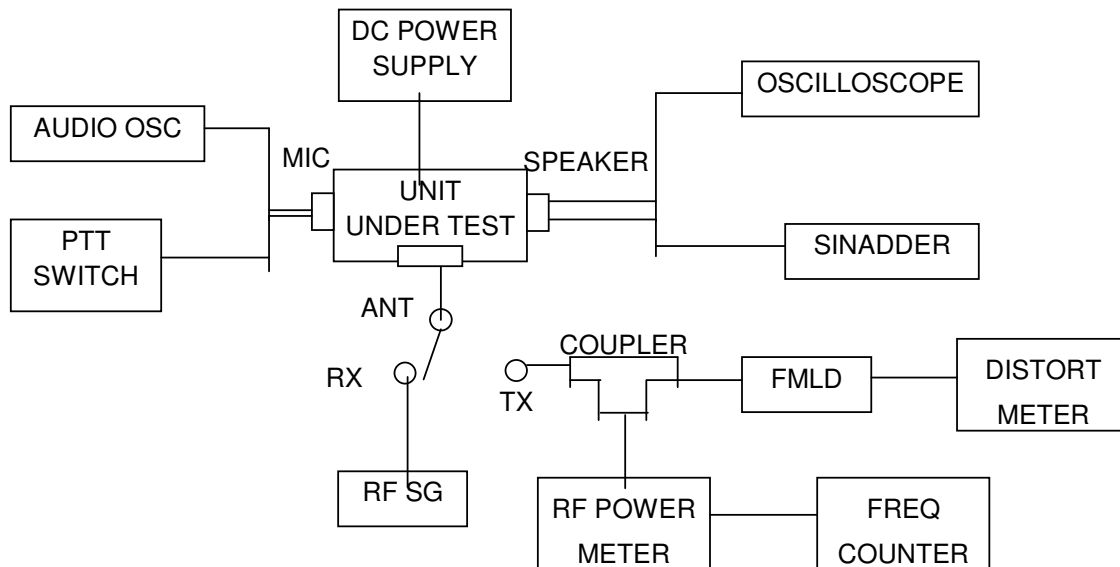 DC POWER
SUPPLY
OSCILLOSCOPE
AUDIO OSC
MIC
SPEAKER
UNIT
UNDER TEST
PTT
SWITCH
SINADDER
ANT
COUPLER
RX
TX
FMLD
DISTORT
METER
RF SG
RF POWER
METER
FREQ
COUNTER